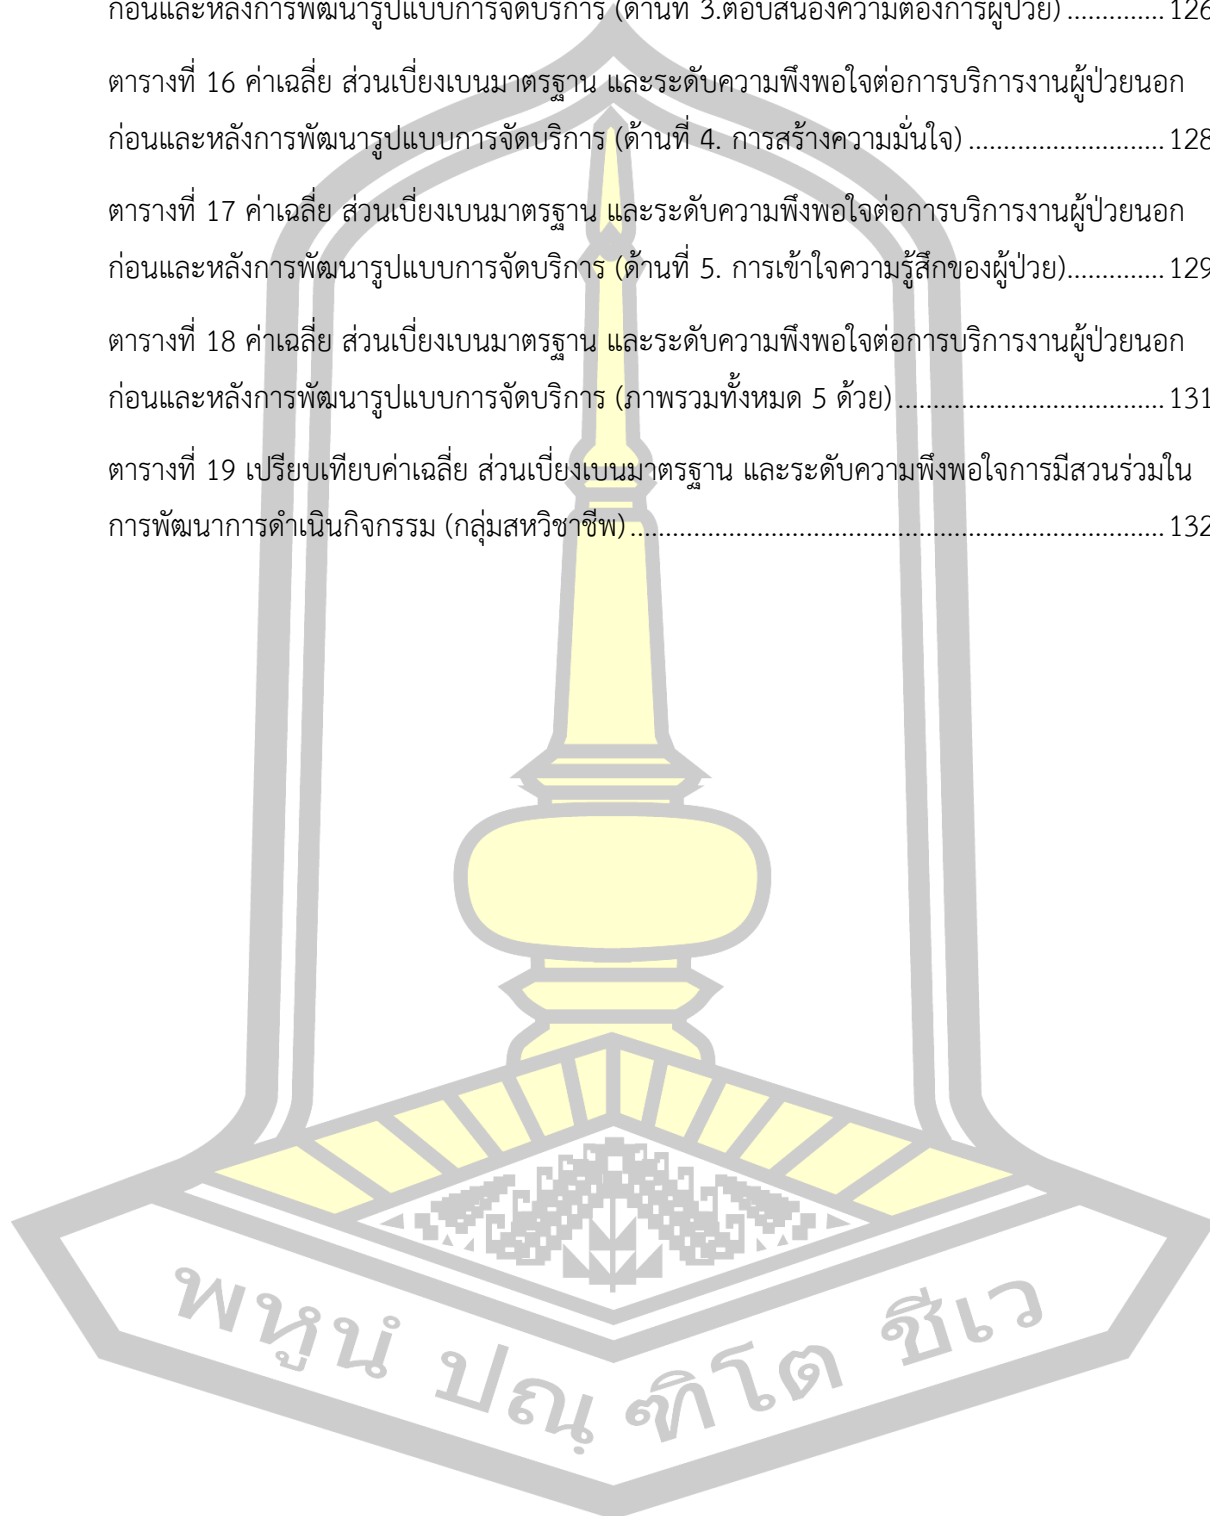 ก่อนและหลังการพัฒนารูปแบบการจัดบริการ (ด้านที่ 3.ตอบสนองความต้องการผู้ป่วย) .............. 126
ตารางที่ 16 ค่าเฉลี่ย ส่วนเบี่ยงเบนมาตรฐาน และระดับความพึงพอใจต่อการบริการงานผู้ป่วยนอก
ก่อนและหลังการพัฒนารูปแบบการจัดบริการ (ด้านที่ 4. การสร้างความมั่นใจ) ............................ 128
ตารางที่ 17 ค่าเฉลี่ย ส่วนเบี่ยงเบนมาตรฐาน และระดับความพึงพอใจต่อการบริการงานผู้ป่วยนอก
ก่อนและหลังการพัฒนารูปแบบการจัดบริการ (ด้านที่ 5. การเข้าใจความรู้สึกของผู้ป่วย).............. 129
ตารางที่ 18 ค่าเฉลี่ย ส่วนเบี่ยงเบนมาตรฐาน และระดับความพึงพอใจต่อการบริการงานผู้ป่วยนอก
ก่อนและหลังการพัฒนารูปแบบการจัดบริการ (ภาพรวมทั้งหมด 5 ด้วย) ...................................... 131
ตารางที่ 19 เปรียบเทียบค่าเฉลี่ย ส่วนเบี่ยงเบนมาตรฐาน และระดับความพึงพอใจการมีสวนร่วมใน
การพัฒนาการดำเนินกิจกรรม (กลุ่มสหวิชาชีพ) ............................................................................ 132
พหูนํ ปณฺ ฑิโต ชีเว